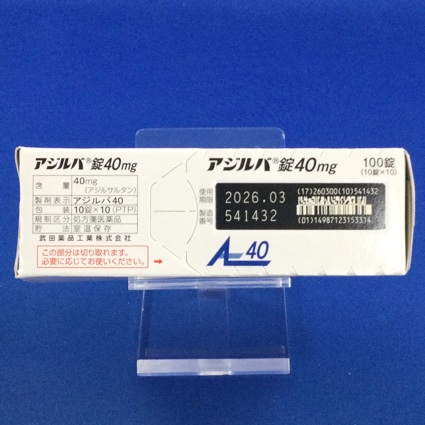 アジルバ®錠40mg
含量 40mg (アジルサルタン)
製剤表示 アジルバ40
包装 10錠×10(PTP)
規制区分 処方箋医薬品
貯法 室温保存
武田薬品工業株式会社
この部分は切り取れます。
必要に応じてお使いください。
アジルバ®錠40mg
100錠
(10錠×10)
使用期限 2026.03
製造番号 541432
(17)260300(10)541432
(01)14987123153314
A 40